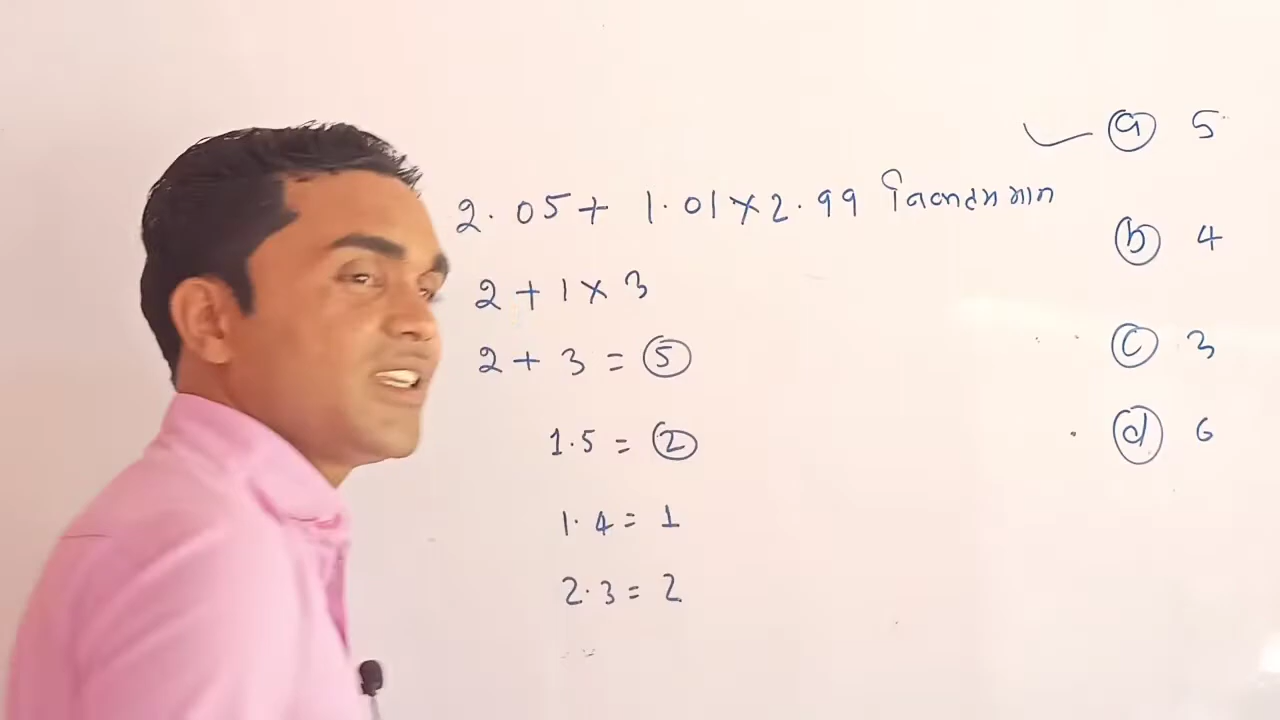 2.05 + 1.01 × 2.99
2 + 1 × 3
2 + 3 = 5
1.5 = 2
1.4 = 1
2.3 = 2
a 5
b 4
c 3
d 6